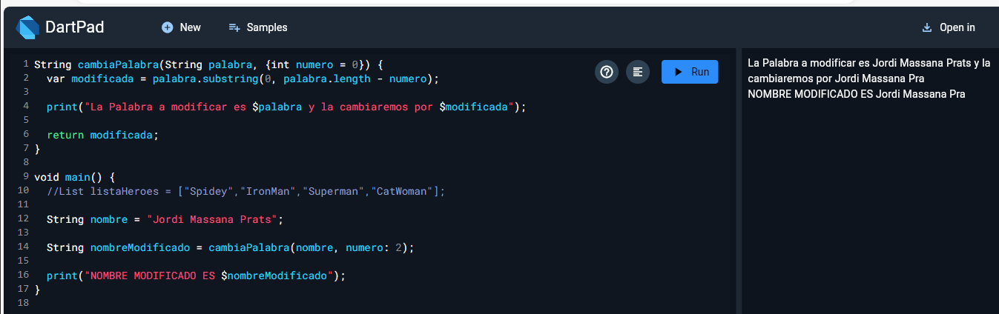 DartPad
New
Samples
Open in
1 String cambiaPalabra(String palabra, {int numero = 0}) {
2   var modificada = palabra.substring(0, palabra.length - numero);
3
4   print("La Palabra a modificar es $palabra y la cambiaremos por $modificada");
5
6   return modificada;
7 }
8
9 void main() {
10   //List listaHeroes = ["Spidey","IronMan","Superman","CatWoman"];
11
12   String nombre = "Jordi Massana Prats";
13
14   String nombreModificado = cambiaPalabra(nombre, numero: 2);
15
16   print("NOMBRE MODIFICADO ES $nombreModificado");
17 }
18
Run
La Palabra a modificar es Jordi Massana Prats y la
cambiaremos por Jordi Massana Pra
NOMBRE MODIFICADO ES Jordi Massana Pra